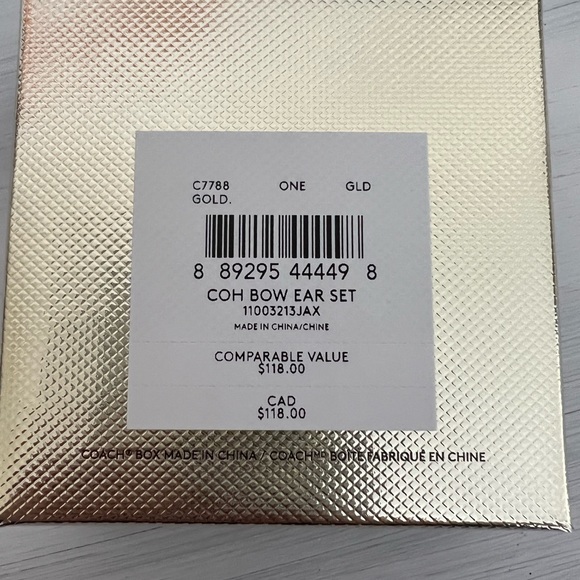 C7788 ONE GLD
GOLD.
8 89295 44449 8
COH BOW EAR SET
11003213JAX
MADE IN CHINA/CHINE
COMPARABLE VALUE
$118.00
CAD
$118.00
COACH® BOX MADE IN CHINA / COACHᴹᴰ BOÎTE FABRIQUÉ EN CHINE